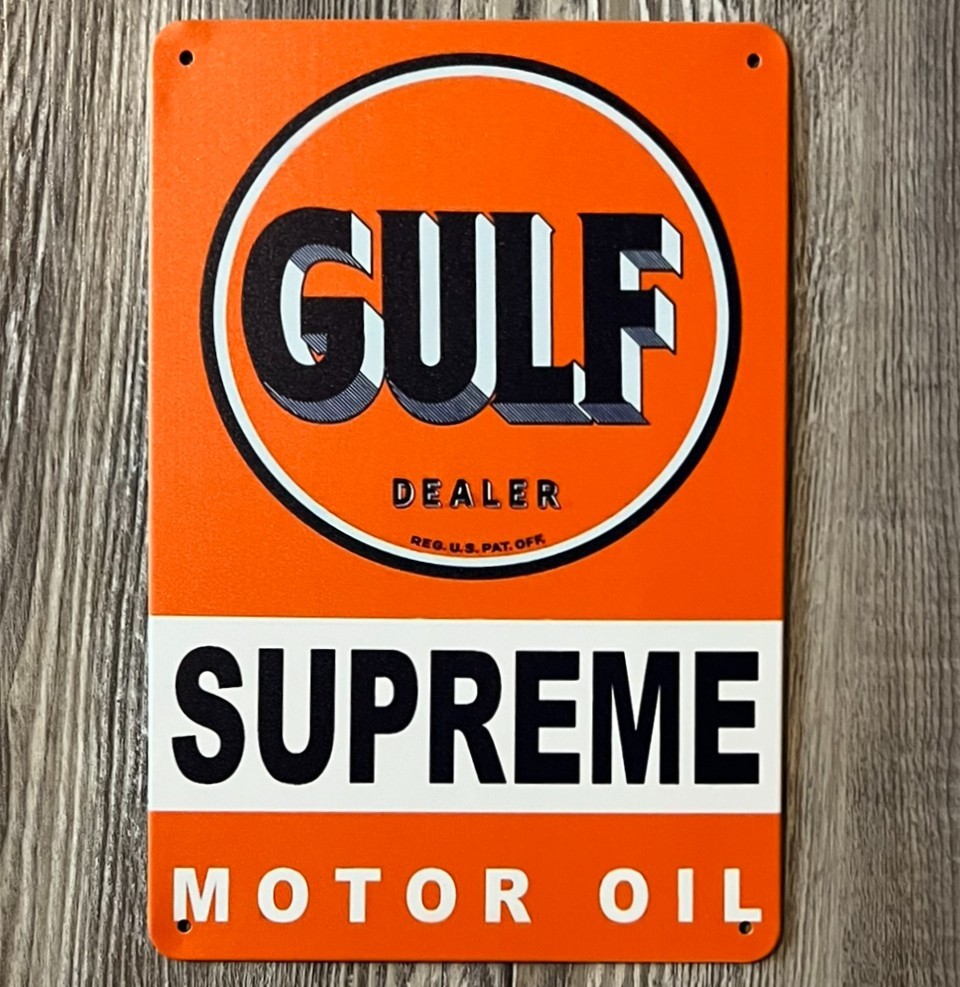 GULF
DEALER
REG. U.S. PAT. OFF.
SUPREME
MOTOR OIL